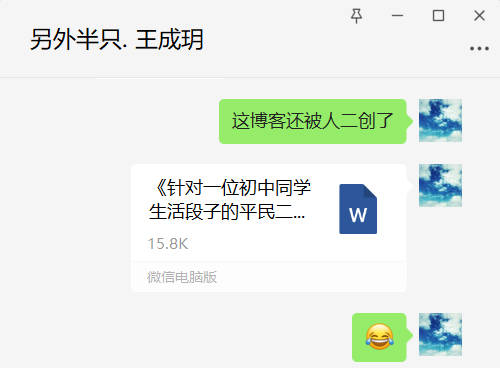 另外半只. 王成玥
这博客还被人二创了
《针对一位初中同学
生活段子的平民二...
W
15.8K
微信电脑版